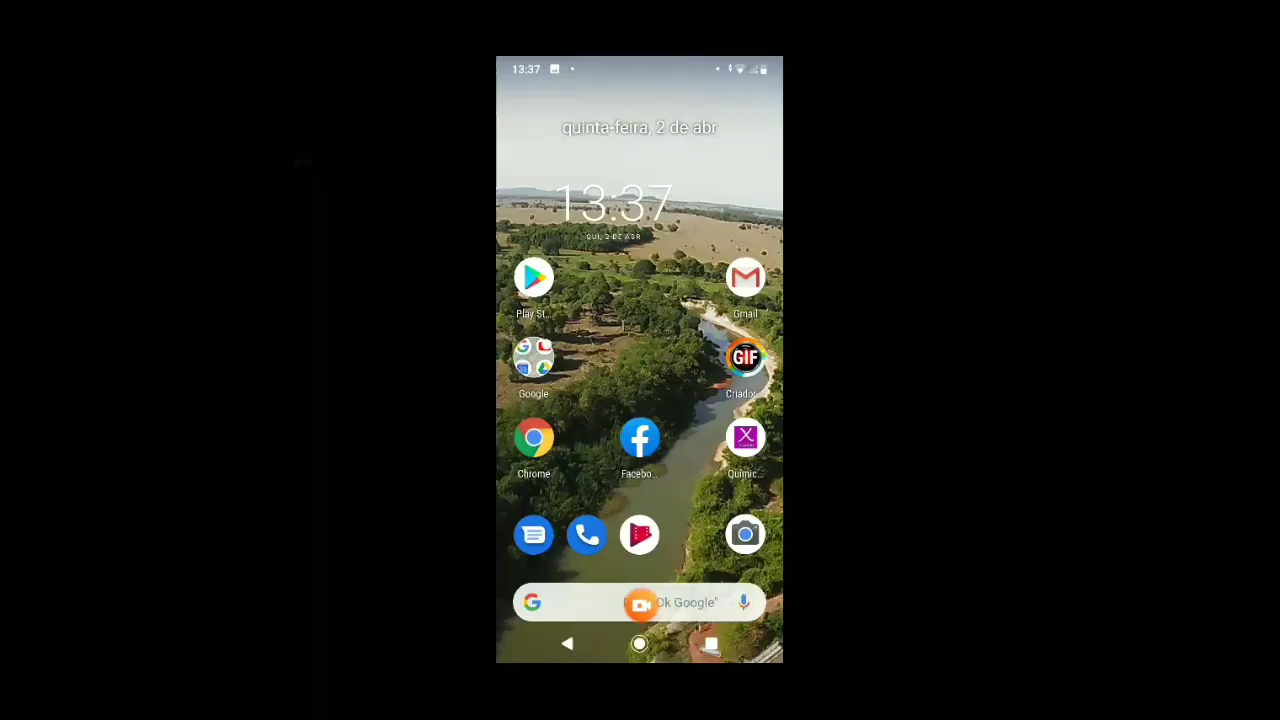 13:37
quinta-feira, 2 de abr
13:37
QUI, 2 DE ABR
Play St...
Gmail
Google
GIF
Criador...
Chrome
Facebo...
Químic...
Ok Google"